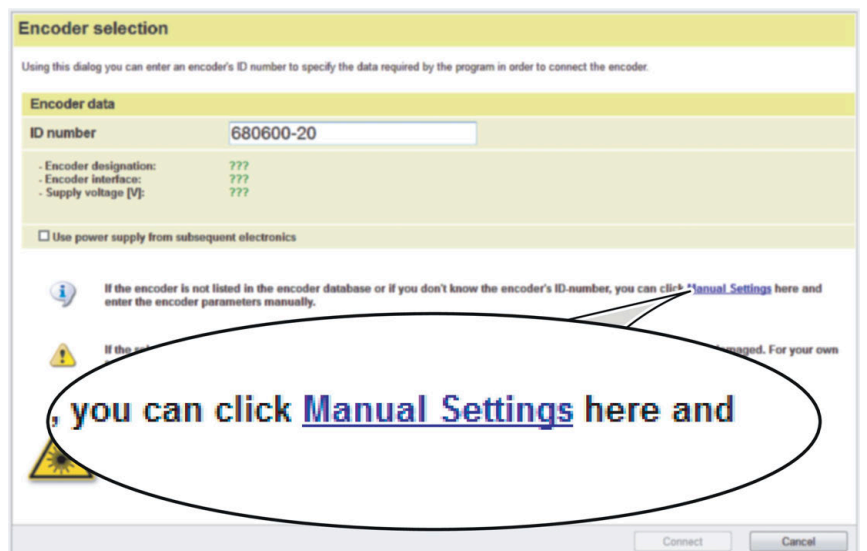 Encoder selection
Using this dialog you can enter an encoder's ID number to specify the data required by the program in order to connect the encoder.
Encoder data
ID number 680600-20
- Encoder designation: ???
- Encoder interface: ???
- Supply voltage [V]: ???
Use power supply from subsequent electronics
If the encoder is not listed in the encoder database or if you don't know the encoder's ID-number, you can click Manual Settings here and
enter the encoder parameters manually.
If the damaged. For your own
, you can click Manual Settings here and
Connect Cancel